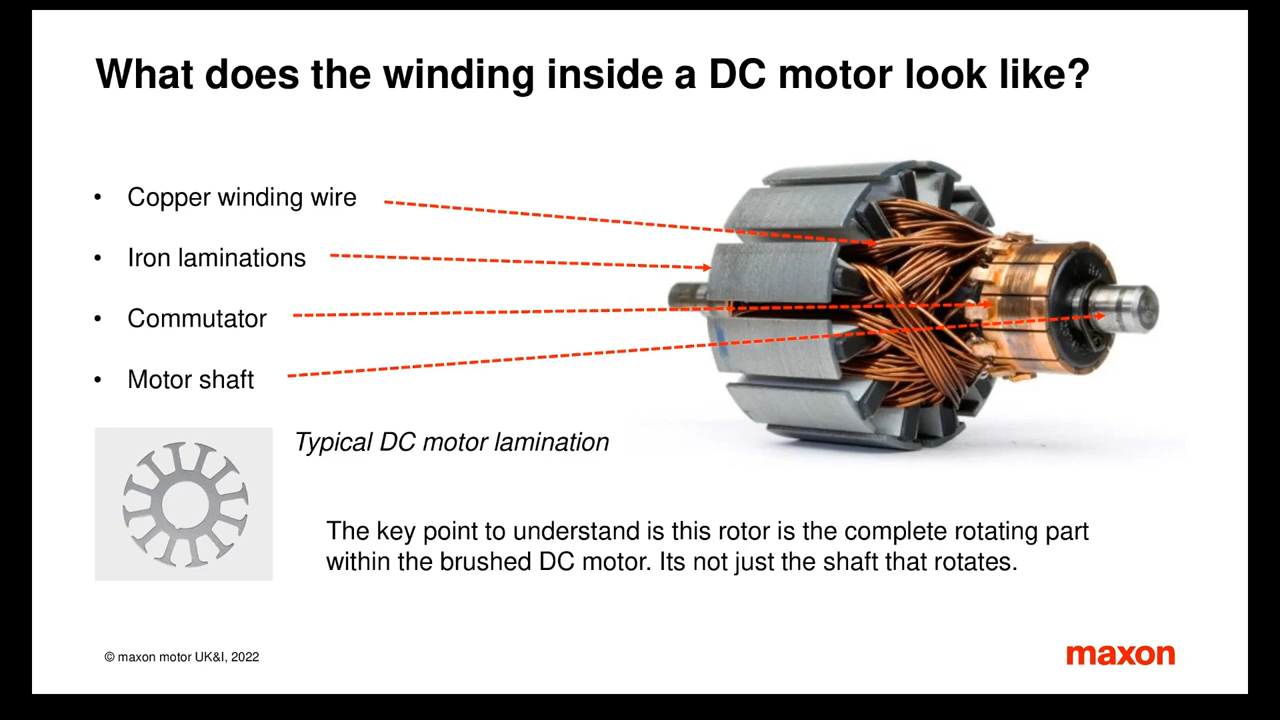 What does the winding inside a DC motor look like?
• Copper winding wire
• Iron laminations
• Commutator
• Motor shaft
Typical DC motor lamination
The key point to understand is this rotor is the complete rotating part
within the brushed DC motor. Its not just the shaft that rotates.
© maxon motor UK&I, 2022
maxon